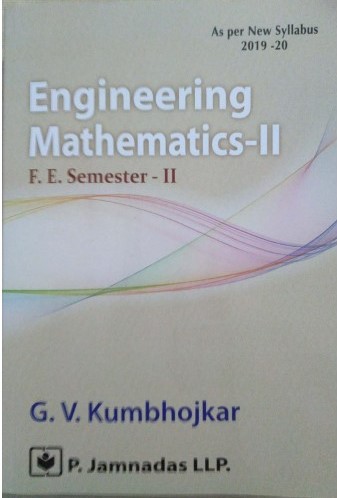 As per New Syllabus
2019 -20
Engineering
Mathematics-II
F. E. Semester - II
G. V. Kumbhojkar
P. Jamnadas LLP.